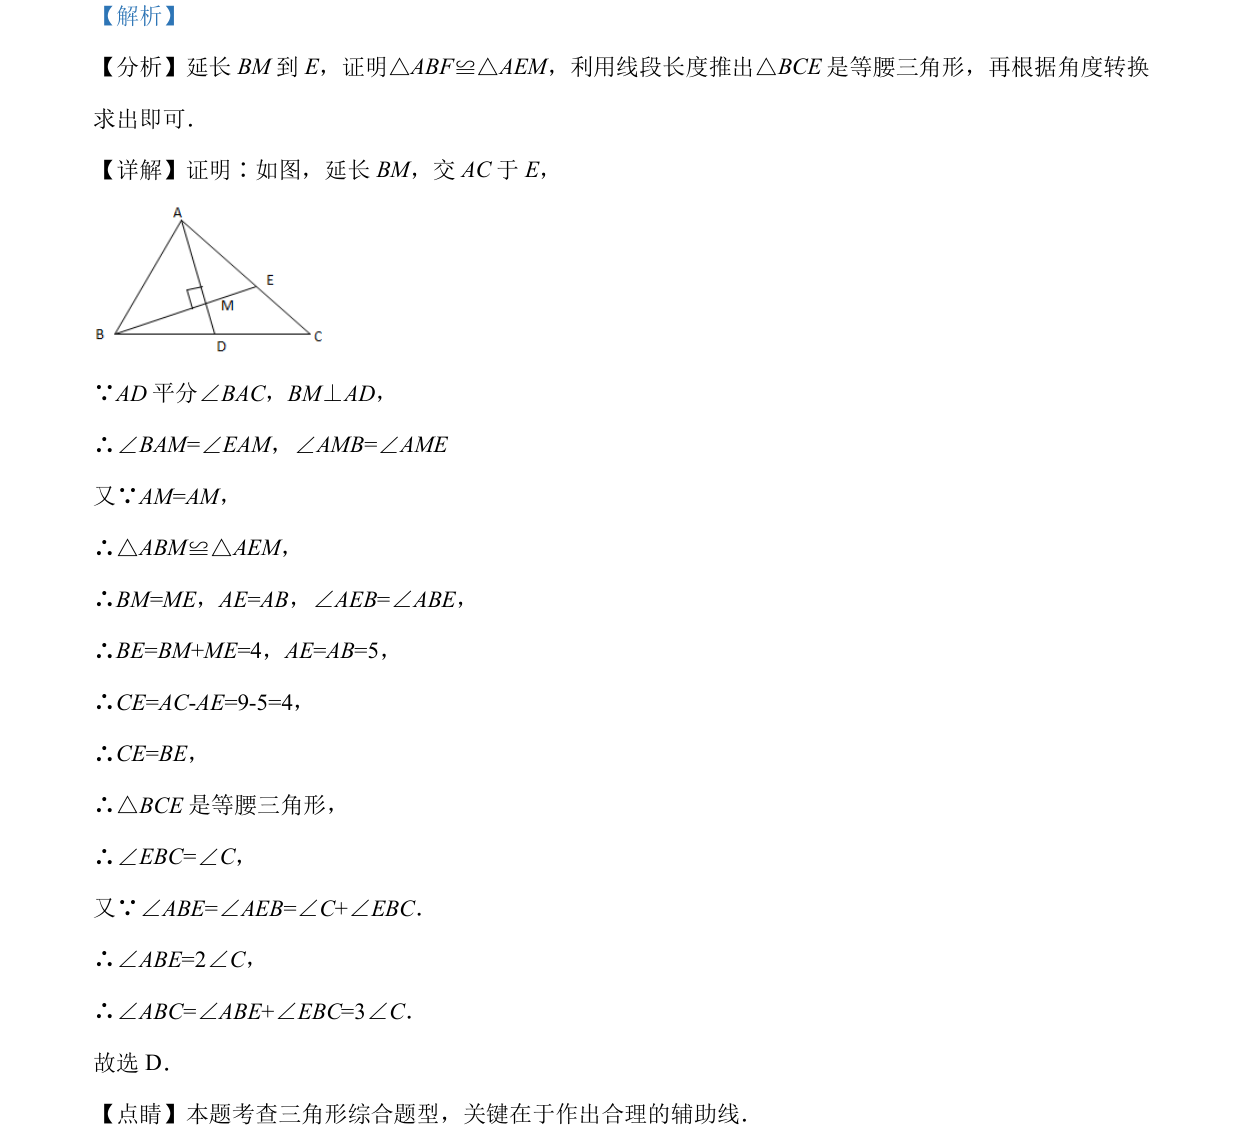 【解析】
【分析】延长 BM 到 E，证明△ABF≌△AEM，利用线段长度推出△BCE 是等腰三角形，再根据角度转换
求出即可．
【详解】证明：如图，延长 BM，交 AC 于 E，
A
E
M
B
C
D
∵AD 平分∠BAC，BM⊥AD，
∴∠BAM=∠EAM，∠AMB=∠AME
又∵AM=AM，
∴△ABM≌△AEM，
∴BM=ME，AE=AB，∠AEB=∠ABE，
∴BE=BM+ME=4，AE=AB=5，
∴CE=AC-AE=9-5=4，
∴CE=BE，
∴△BCE 是等腰三角形，
∴∠EBC=∠C，
又∵∠ABE=∠AEB=∠C+∠EBC．
∴∠ABE=2∠C，
∴∠ABC=∠ABE+∠EBC=3∠C．
故选 D．
【点睛】本题考查三角形综合题型，关键在于作出合理的辅助线．